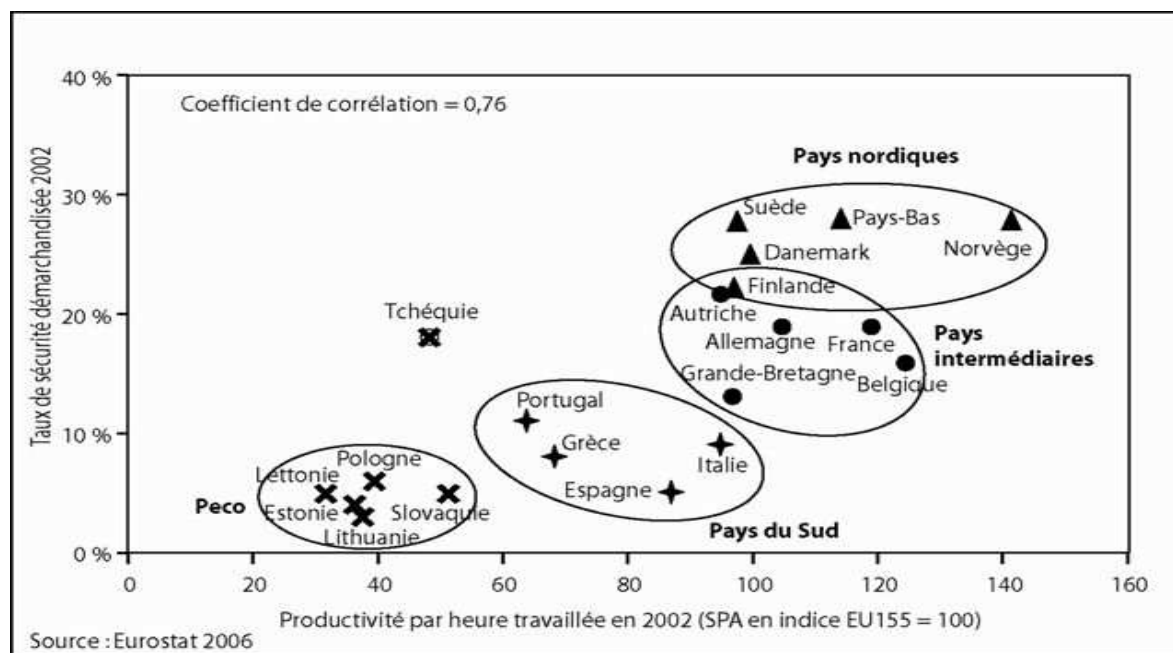 40 %
Coefficient de corrélation = 0,76
Pays nordiques
30 %
Suède
Pays-Bas
Danemark
Norvège
Finlande
Tchéquie
20 %
Autriche
Allemagne
France
Pays
intermédiaires
Grande-Bretagne
Belgique
Portugal
10 %
Grèce
Italie
Pologne
Lettonie
Espagne
Peco
Estonie
Slovaquie
Lithuanie
Pays du Sud
0 %
0 20 40 60 80 100 120 140 160
Taux de sécurité démarchandisée 2002
Productivité par heure travaillée en 2002 (SPA en indice EU155 = 100)
Source : Eurostat 2006